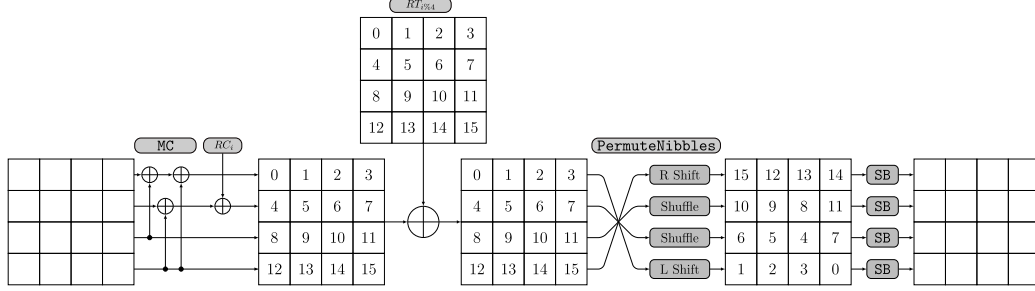 RT_{i%4}
0 1 2 3
4 5 6 7
8 9 10 11
12 13 14 15
MC RC_i PermuteNibbles
0 1 2 3 0 1 2 3 R Shift 15 12 13 14 SB
4 5 6 7 4 5 6 7 Shuffle 10 9 8 11 SB
8 9 10 11 8 9 10 11 Shuffle 6 5 4 7 SB
12 13 14 15 12 13 14 15 L Shift 1 2 3 0 SB